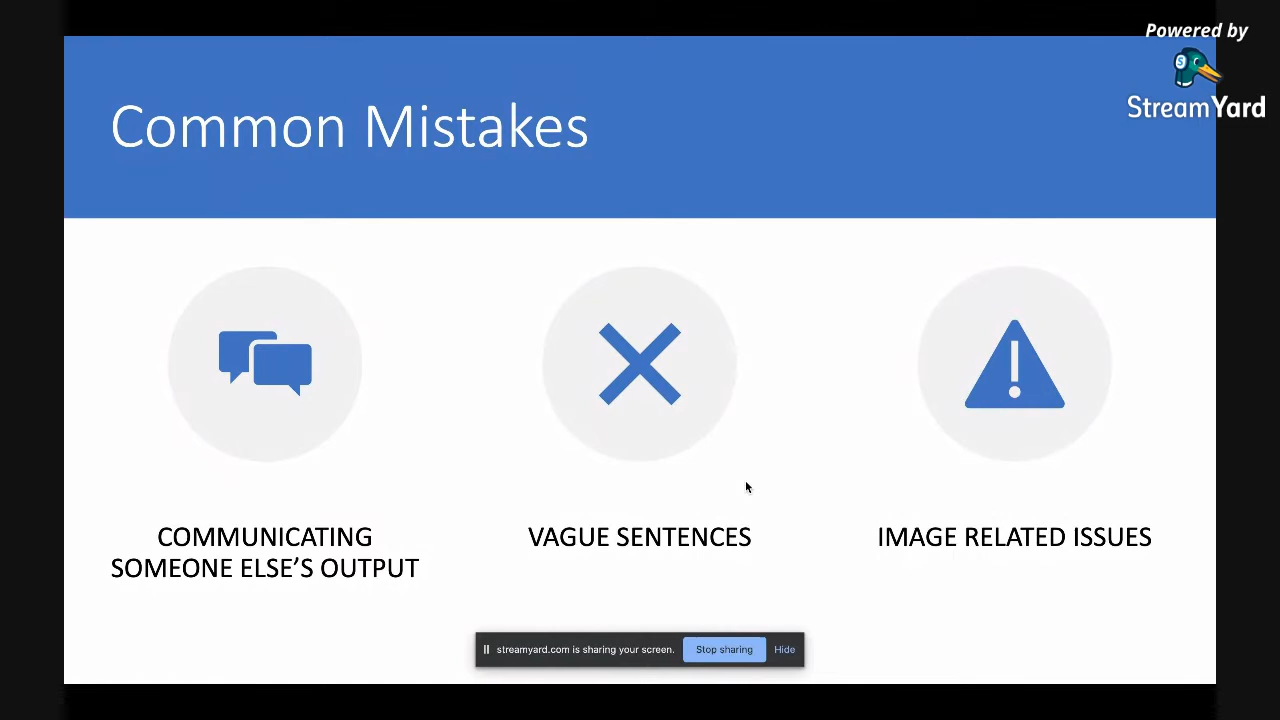 Powered by
StreamYard
Common Mistakes
COMMUNICATING
SOMEONE ELSE’S OUTPUT
VAGUE SENTENCES
IMAGE RELATED ISSUES
streamyard.com is sharing your screen.
Stop sharing
Hide